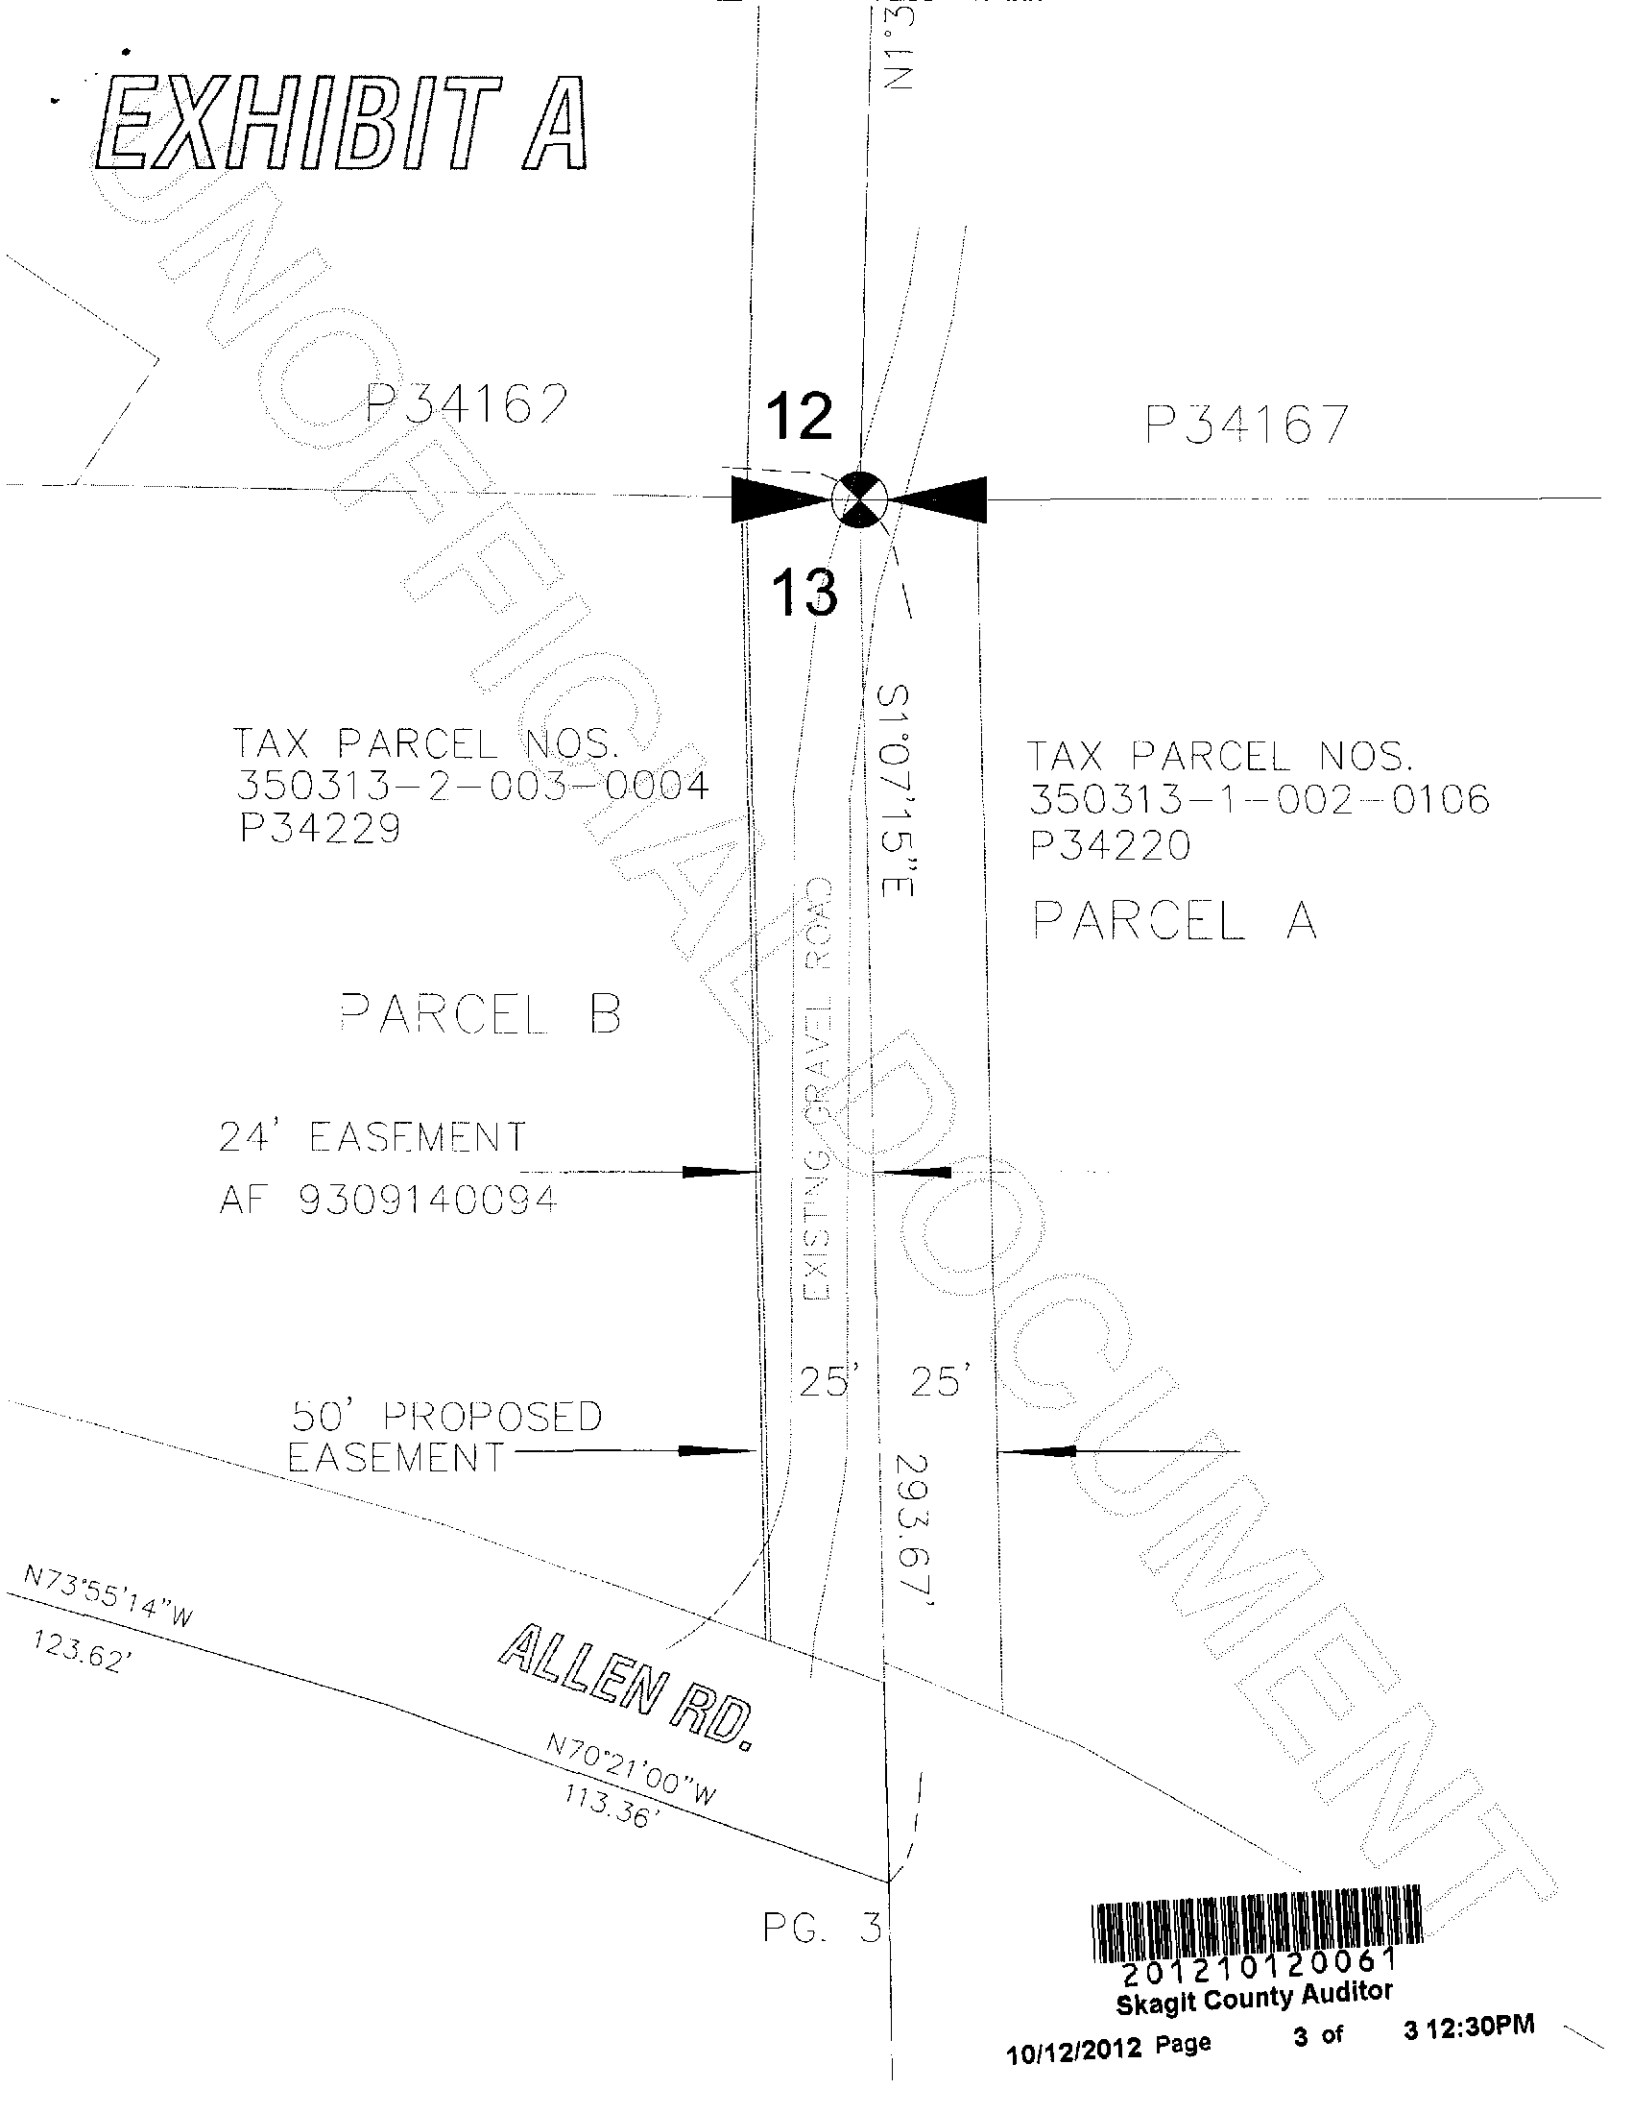 EXHIBIT A
UNOFFICIAL DOCUMENT
P34162
12
P34167
13
S1°07'15"E
TAX PARCEL NOS.
350313-2-003-0004
P34229
TAX PARCEL NOS.
350313-1-002-0106
P34220
PARCEL A
PARCEL B
EXISTING GRAVEL ROAD
24' EASEMENT
AF 9309140094
25' 25'
50' PROPOSED
EASEMENT
293.67'
N73°55'14"W
123.62'
ALLEN RD.
N70°21'00"W
113.36'
PG. 3
201210120061
Skagit County Auditor
10/12/2012 Page 3 of 3 12:30PM